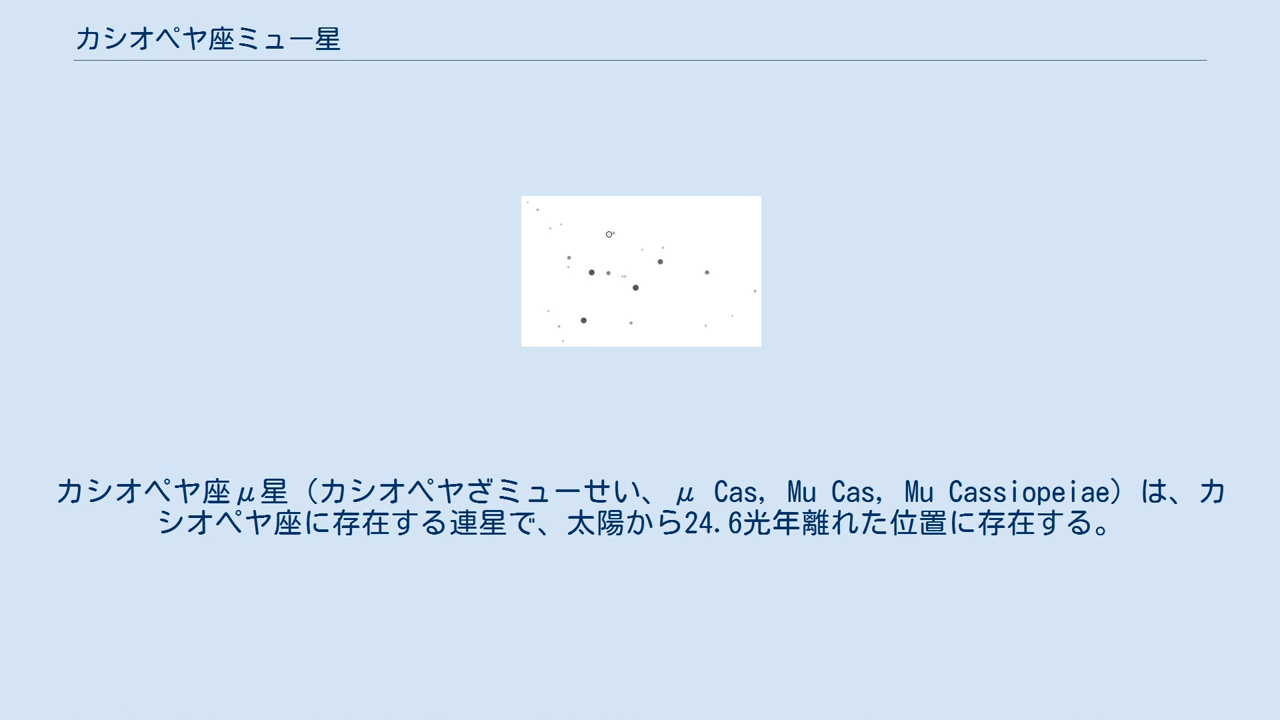 カシオペヤ座ミュー星
カシオペヤ座μ星（カシオペヤざミューせい、μ Cas, Mu Cas, Mu Cassiopeiae）は、カ
シオペヤ座に存在する連星で、太陽から24.6光年離れた位置に存在する。